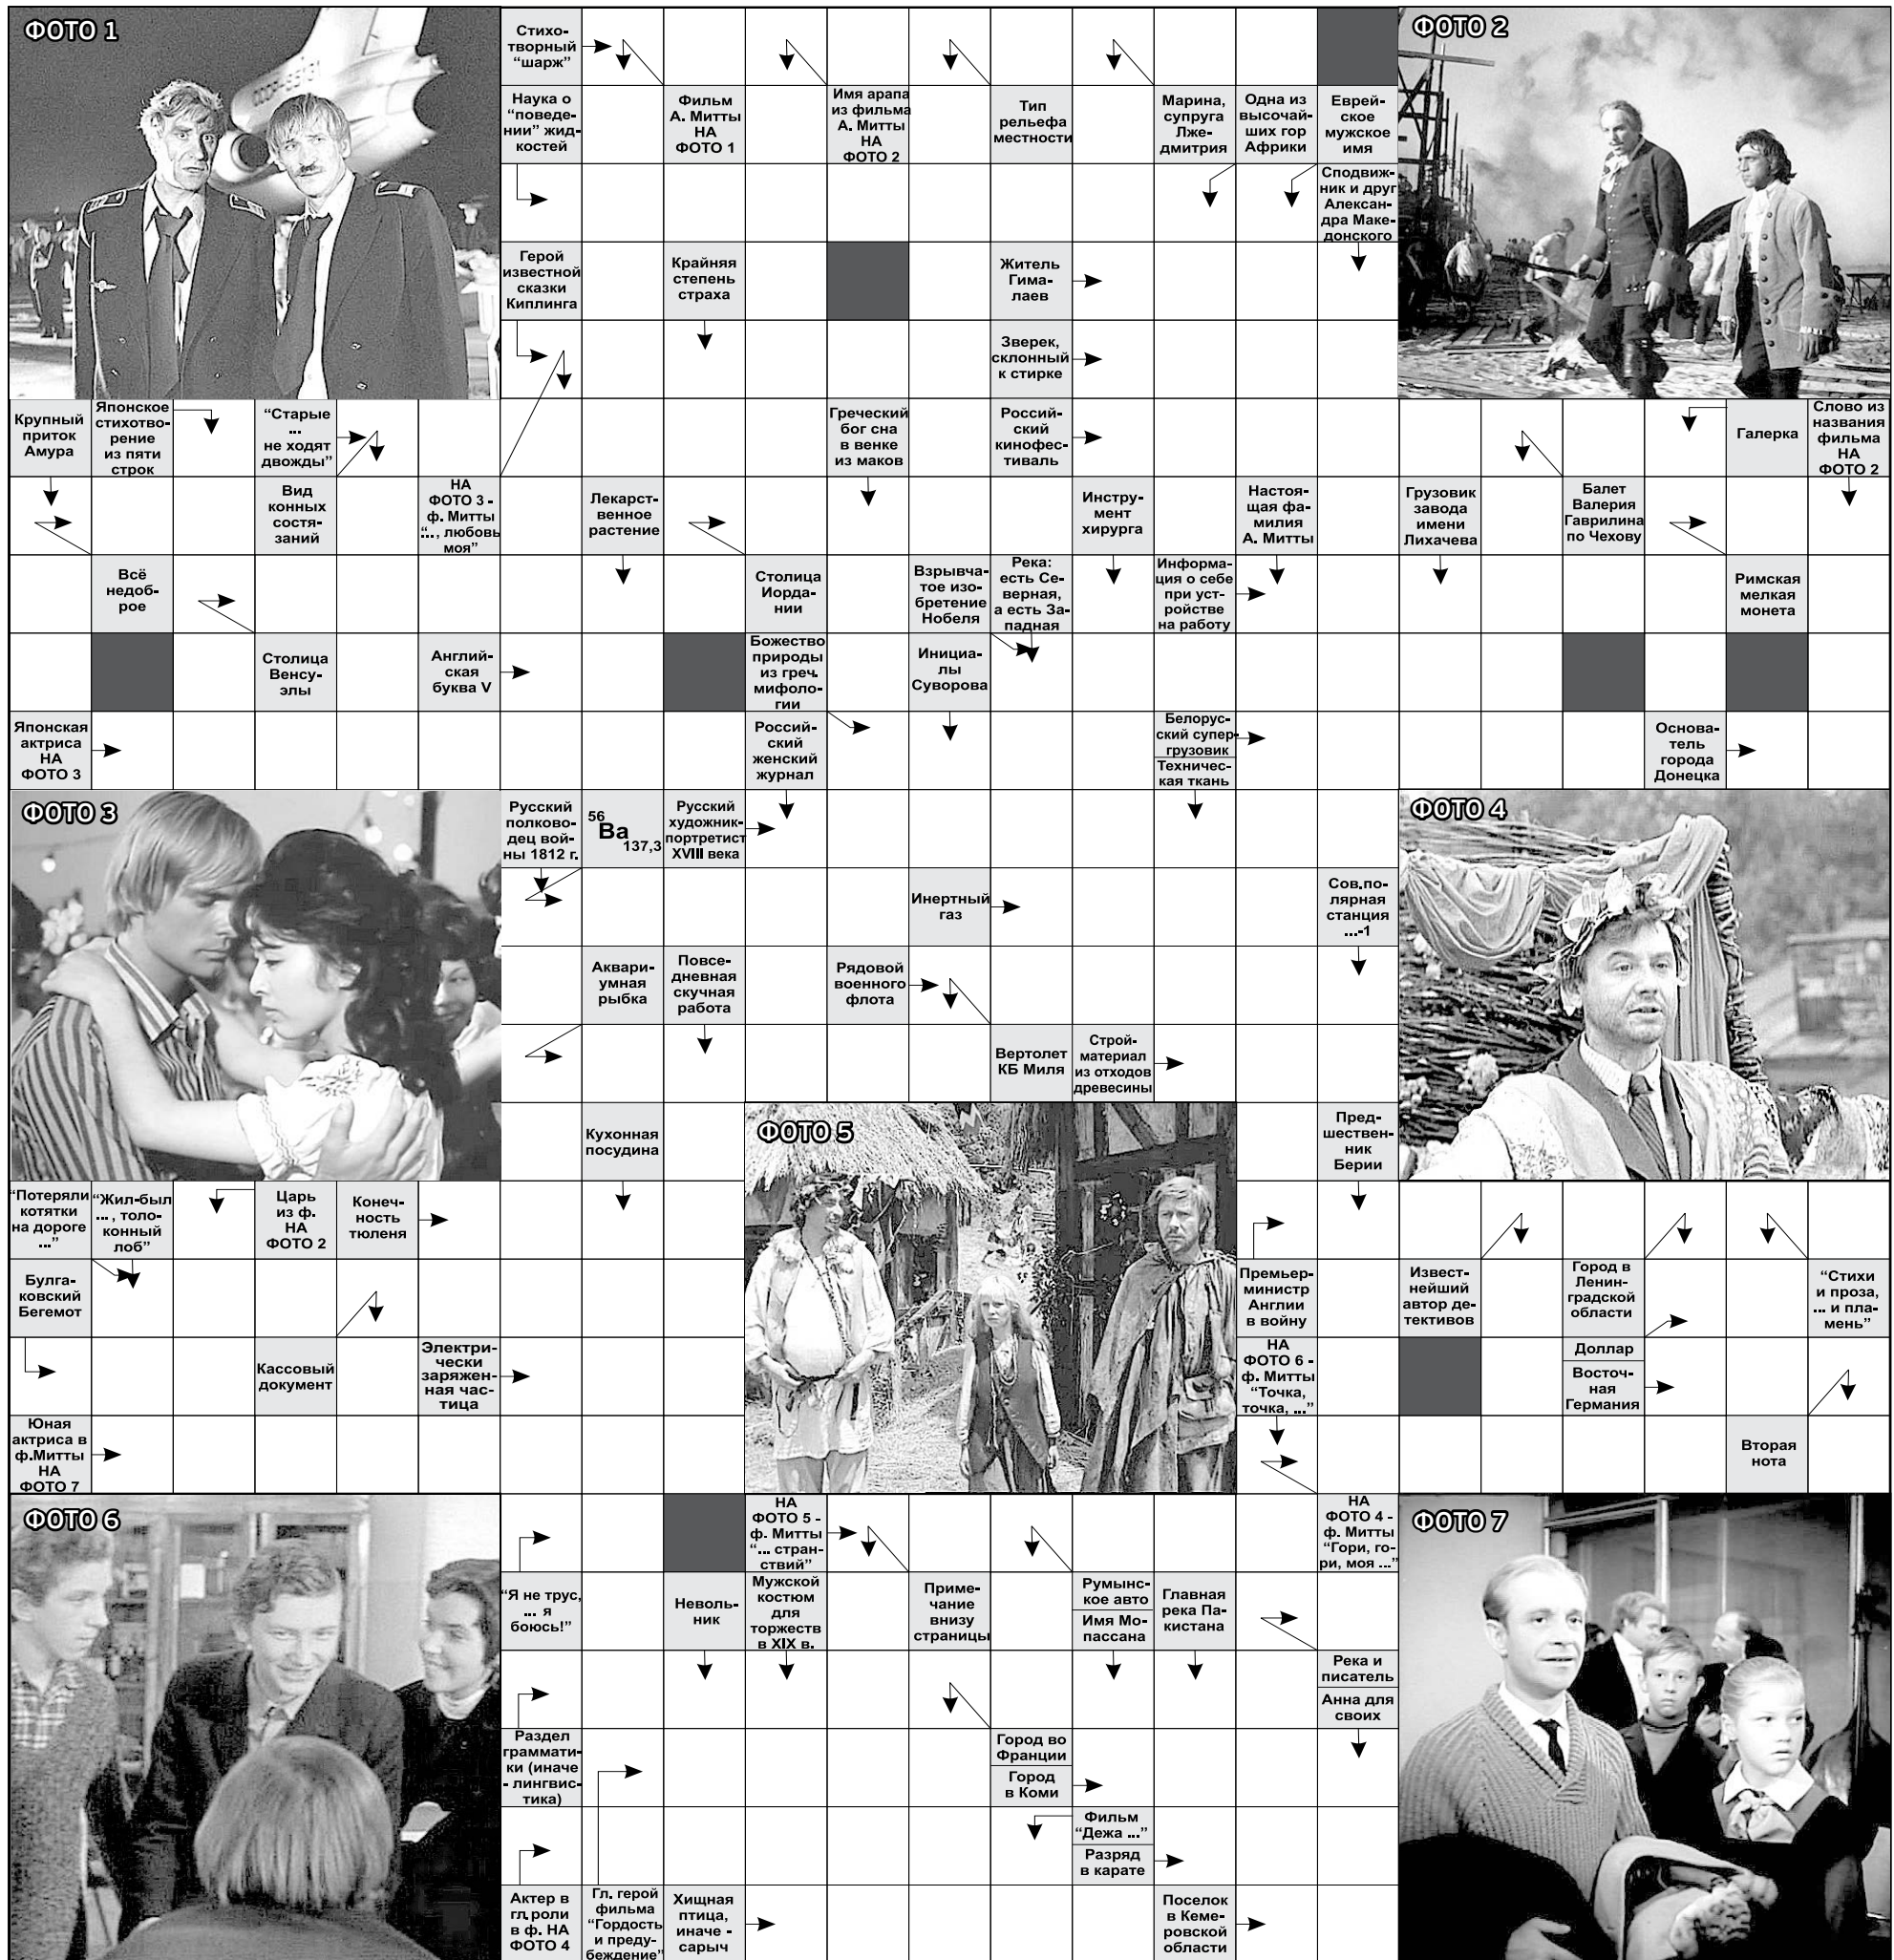 ФОТО 1
Стихо-
творный
“шарж”
ФОТО 2
Наука о
“поведе-
нии” жид-
костей
Фильм
А. Митты
НА
ФОТО 1
Имя арапа
из фильма
А. Митты
НА
ФОТО 2
Тип
рельефа
местности
Марина,
супруга
Лже-
дмитрия
Одна из
высочай-
ших гор
Африки
Еврей-
ское
мужское
имя
Сподвиж-
ник и друг
Алексан-
дра Маке-
донского
Герой
известной
сказки
Киплинга
Крайняя
степень
страха
Житель
Гима-
лаев
Зверек,
склонный
к стирке
Крупный
приток
Амура
Японское
стихотво-
рение
из пяти
строк
“Старые
...
не ходят
дважды”
Греческий
бог сна
в венке
из маков
Россий-
ский
кинофес-
тиваль
Галерка
Слово из
названия
фильма
НА
ФОТО 2
Вид
конных
состя-
заний
НА
ФОТО 3 -
ф. Митты
“..., любовь
моя”
Лекарст-
венное
растение
Инстру-
мент
хирурга
Настоя-
щая фа-
милия
А. Митты
Грузовик
завода
имени
Лихачева
Балет
Валерия
Гаврилина
по Чехову
Всё
недоб-
рое
Столица
Иорда-
нии
Взрывча-
тое изо-
бретение
Нобеля
Река:
есть Се-
верная,
а есть За-
падная
Информа-
ция о себе
при уст-
ройстве
на работу
Римская
мелкая
монета
Столица
Венсу-
элы
Англий-
ская
буква V
Божество
природы
из греч.
мифоло-
гии
Инициа-
лы
Суворова
Японская
актриса
НА
ФОТО 3
Россий-
ский
женский
журнал
Белорус-
ский супер-
грузовик
Техничес-
кая ткань
Основа-
тель
города
Донецка
ФОТО 3
Русский
полково-
дец вой-
ны 1812 г.
56
Ba
137,3
Русский
художник-
портретист
XVIII века
ФОТО 4
Инертный
газ
Сов.по-
лярная
станция
...-1
Аквари-
умная
рыбка
Повсе-
дневная
скучная
работа
Рядовой
военного
флота
Вертолет
КБ Миля
Строй-
материал
из отходов
древесины
Кухонная
посудина
ФОТО 5
Пред-
шествен-
ник
Берии
“Потеряли
котятки
на дороге
...”
“Жил-был
..., толо-
конный
лоб”
Царь
из ф.
НА
ФОТО 2
Конеч-
ность
тюленя
Булга-
ковский
Бегемот
Премьер-
министр
Англии
в войну
Извест-
нейший
автор де-
тективов
Город в
Ленин-
градской
области
“Стихи
и проза,
... и пла-
мень”
Кассовый
документ
Электри-
чески
заряжен-
ная час-
тица
НА
ФОТО 6 -
ф. Митты
“Точка,
точка, ...”
Доллар
Восточ-
ная
Германия
Юная
актриса в
ф.Митты
НА
ФОТО 7
Вторая
нота
ФОТО 6
НА
ФОТО 5 -
ф. Митты
“... стран-
ствий”
НА
ФОТО 4 -
ф. Митты
“Гори, го-
ри, моя ...”
ФОТО 7
“Я не трус,
... я
боюсь!”
Неволь-
ник
Мужской
костюм
для
торжеств
в XIX в.
Приме-
чание
внизу
страницы
Румынс-
кое авто
Имя Мо-
пассана
Главная
река Па-
кистана
Река и
писатель
Анна для
своих
Раздел
граммати-
ки (иначе
- лингвис-
тика)
Город во
Франции
Город
в Коми
Фильм
“Дежа ...”
Разряд
в карате
Актер в
гл. роли
в ф. НА
ФОТО 4
Гл. герой
фильма
“Гордость
и преду-
беждение”
Хищная
птица,
иначе -
сарыч
Поселок
в Кеме-
ровской
области